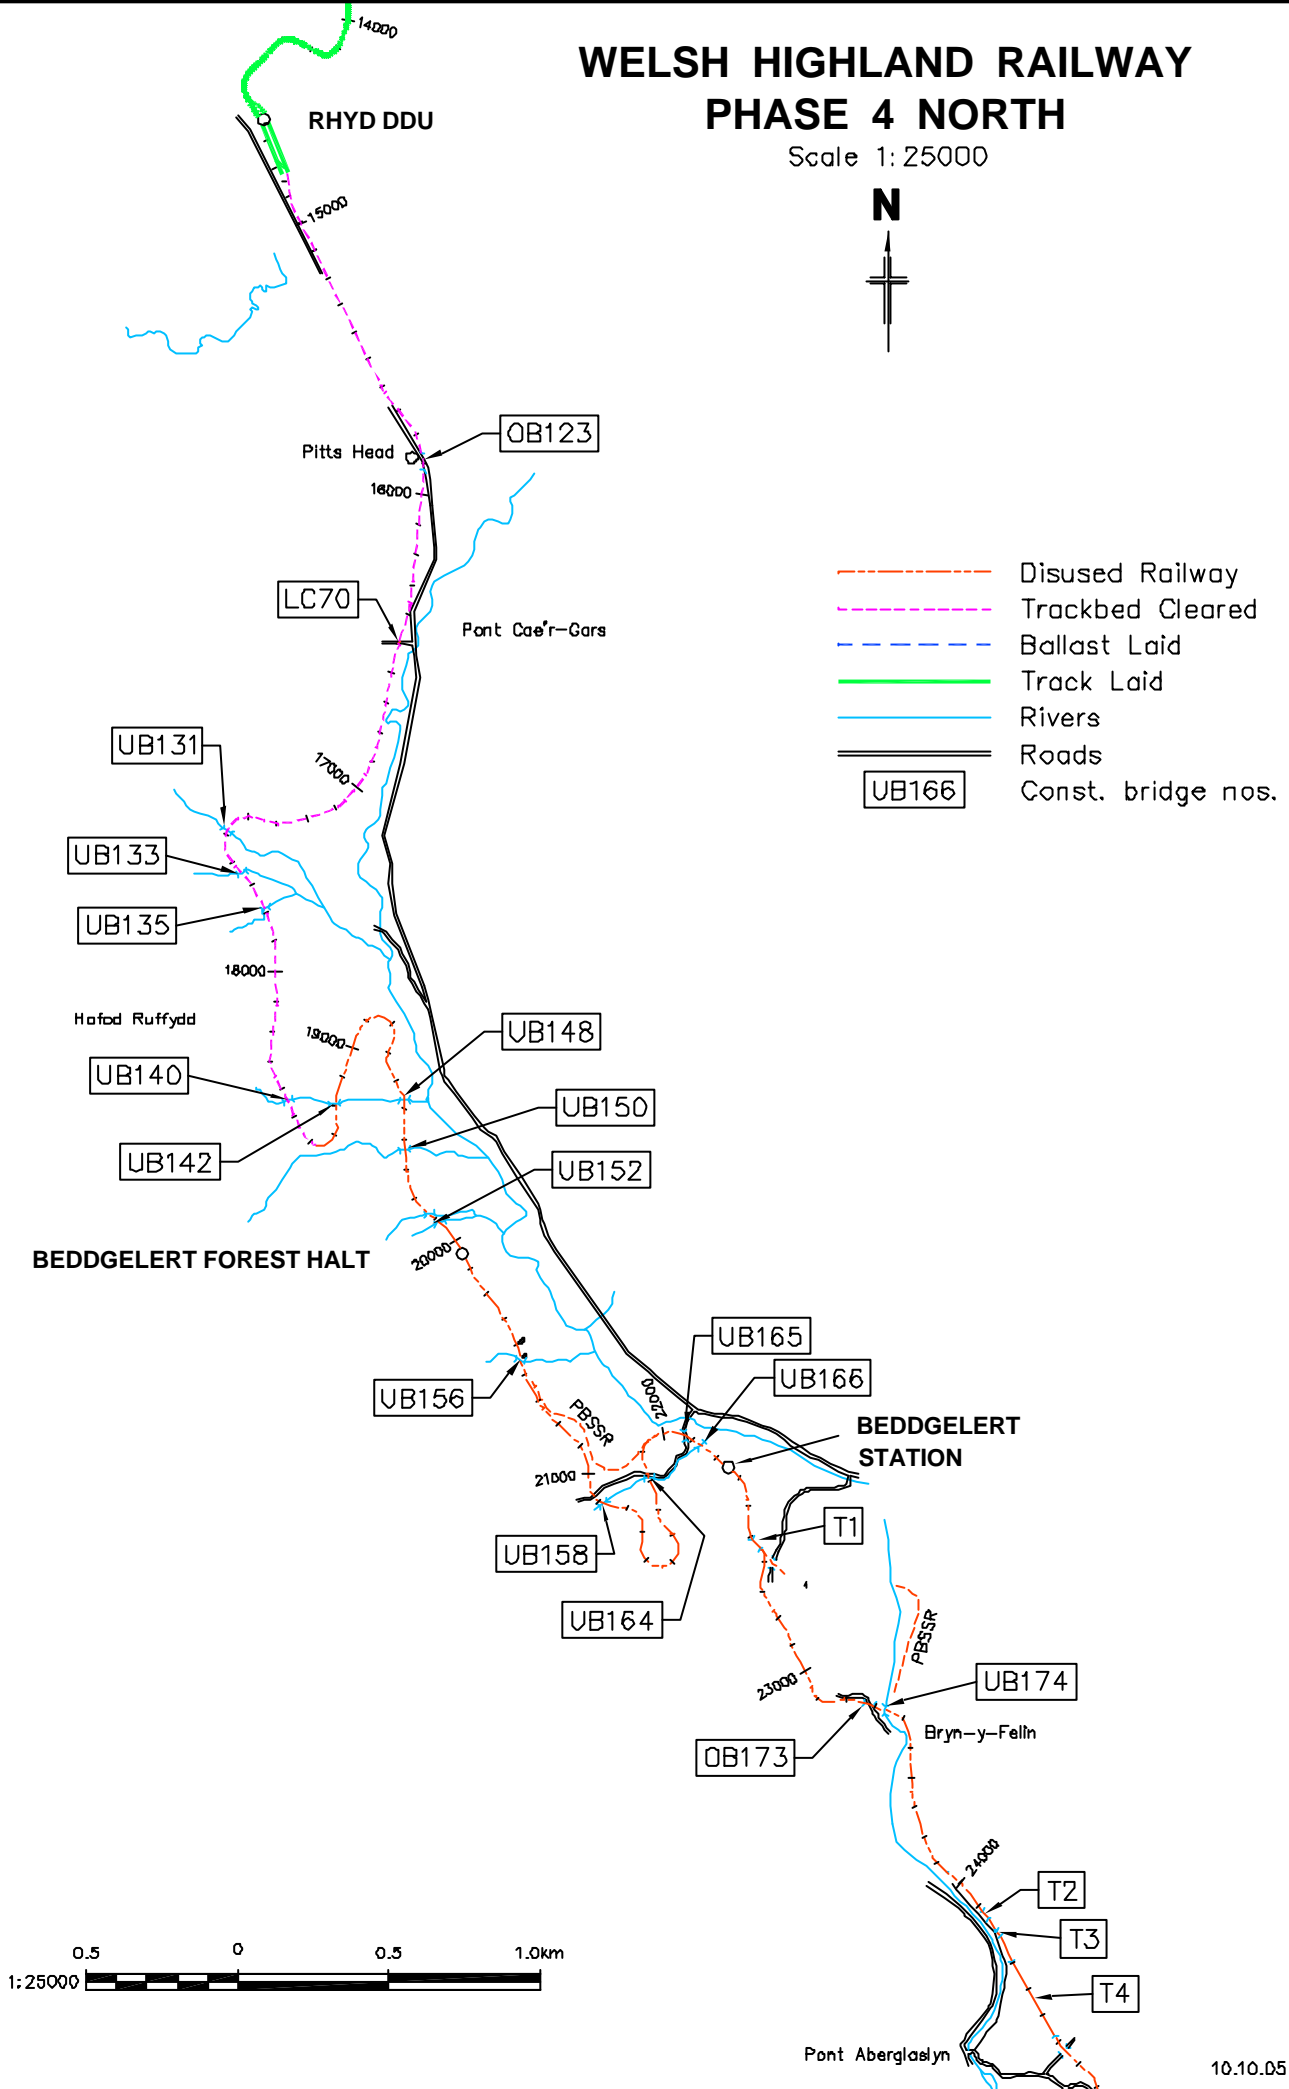 14000
WELSH HIGHLAND RAILWAY
PHASE 4 NORTH
Scale 1:25000
N
RHYD DDU
15000
OB123
Pitts Head
16000
LC70
Pont Cae'r-Gars
Disused Railway
Trackbed Cleared
Ballast Laid
Track Laid
Rivers
Roads
UB166 Const. bridge nos.
UB131
17000
UB133
UB135
18000
Hafod Ruffydd
19000
UB148
UB140
UB150
UB142
UB152
BEDDGELERT FOREST HALT
20000
UB165
UB166
UB156
22000
PBSSR
BEDDGELERT
STATION
21000
T1
UB158
UB164
PBSSR
23000
UB174
Bryn-y-Felin
OB173
24000
T2
T3
T4
0.5 0 0.5 1.0km
1:25000
Pont Aberglaslyn
10.10.05